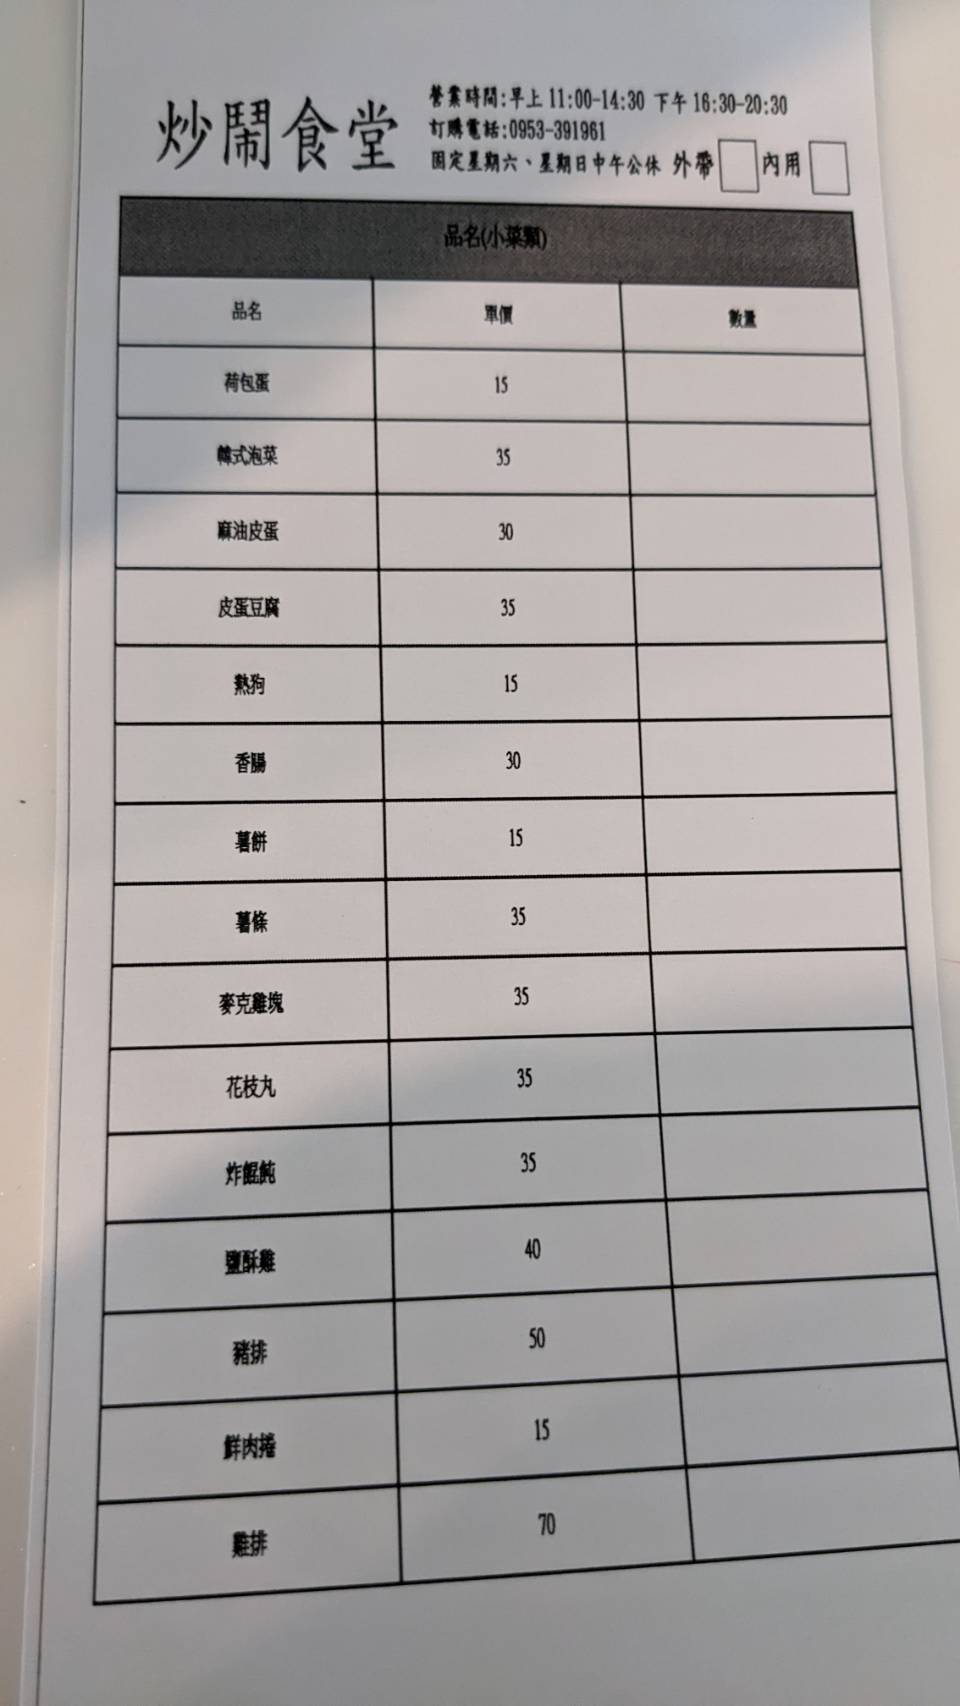 炒鬧食堂
營業時間:早上11:00-14:30 下午16:30-20:30
訂購電話:0953-391961
固定星期六、星期日中午公休 外帶 內用
品名(小菜類)
品名 單價 數量
荷包蛋 15
韓式泡菜 35
麻油皮蛋 30
皮蛋豆腐 35
熱狗 15
香腸 30
薯餅 15
薯條 35
麥克雞塊 35
花枝丸 35
炸餛飩 35
鹽酥雞 40
豬排 50
鮮肉捲 15
雞排 70